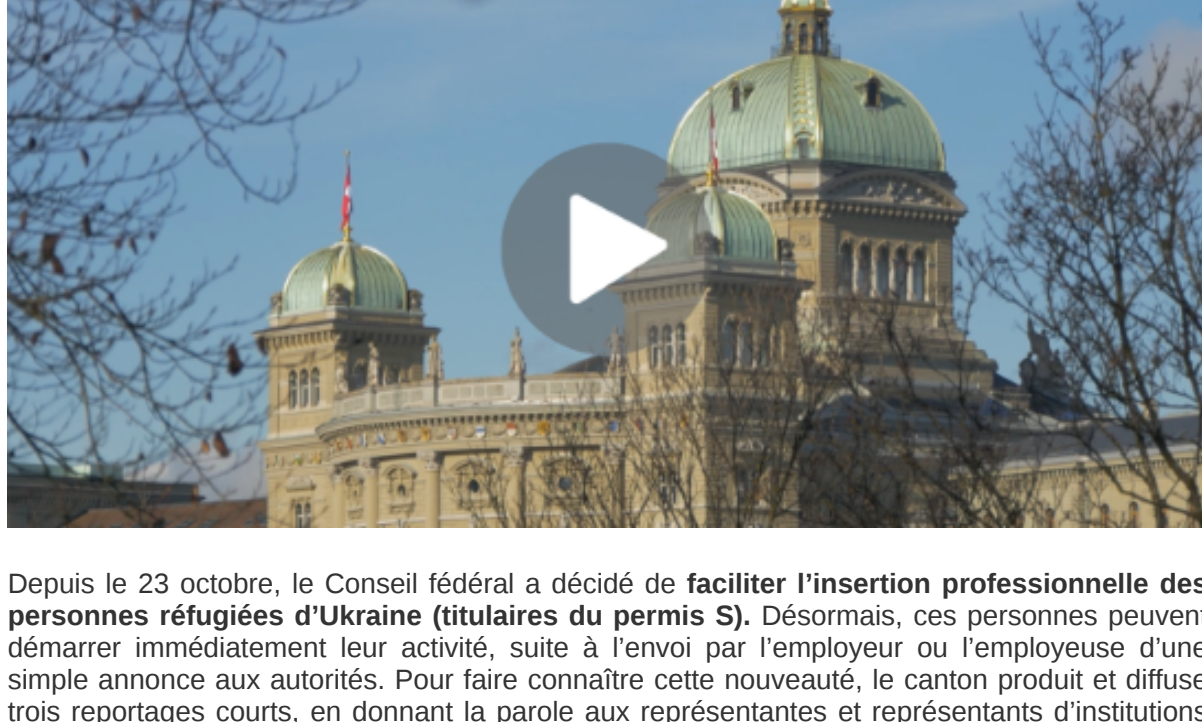 Depuis le 23 octobre, le Conseil fédéral a décidé de faciliter l’insertion professionnelle des
personnes réfugiées d’Ukraine (titulaires du permis S). Désormais, ces personnes peuvent
démarrer immédiatement leur activité, suite à l’envoi par l’employeur ou l’employeuse d’une
simple annonce aux autorités. Pour faire connaître cette nouveauté, le canton produit et diffuse
trois reportages courts, en donnant la parole aux représentantes et représentants d’institutions